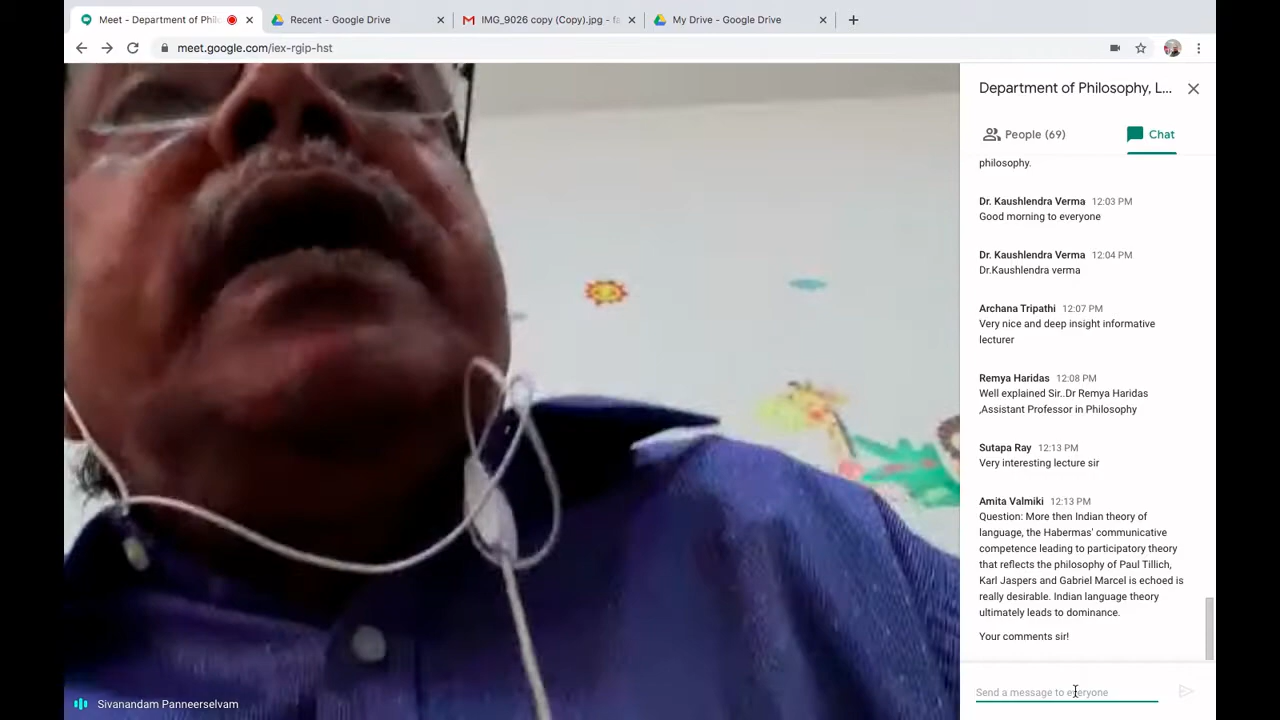 Meet - Department of Phil
Recent - Google Drive
IMG_9026 copy (Copy).jpg - fa
My Drive - Google Drive
meet.google.com/iex-rgip-hst
Department of Philosophy, L...
People (69)
Chat
philosophy.
Dr. Kaushlendra Verma 12:03 PM
Good morning to everyone
Dr. Kaushlendra Verma 12:04 PM
Dr.Kaushlendra verma
Archana Tripathi 12:07 PM
Very nice and deep insight informative
lecturer
Remya Haridas 12:08 PM
Well explained Sir..Dr Remya Haridas
,Assistant Professor in Philosophy
Sutapa Ray 12:13 PM
Very interesting lecture sir
Amita Valmiki 12:13 PM
Question: More then Indian theory of
language, the Habermas' communicative
competence leading to participatory theory
that reflects the philosophy of Paul Tillich,
Karl Jaspers and Gabriel Marcel is echoed is
really desirable. Indian language theory
ultimately leads to dominance.
Your comments sir!
Send a message to everyone
Sivanandam Panneerselvam